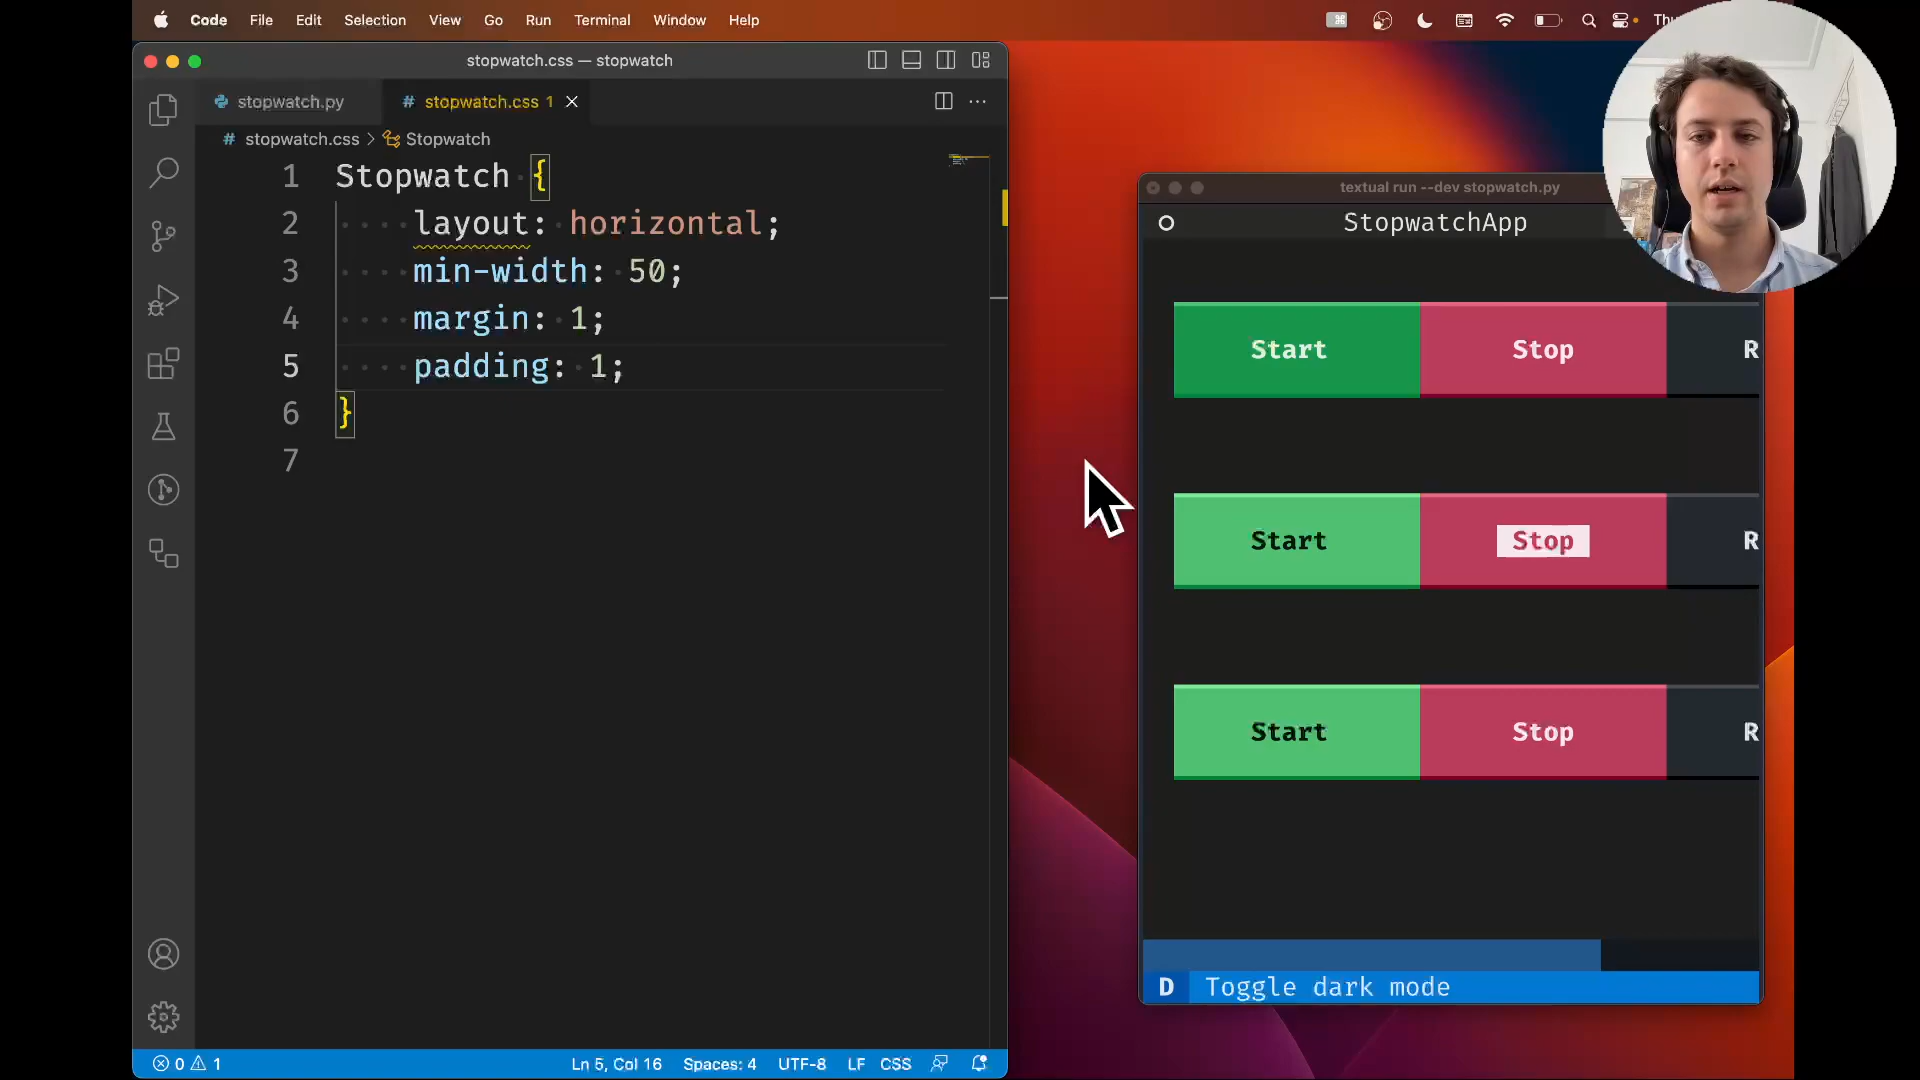 Code File Edit Selection View Go Run Terminal Window Help
stopwatch.css — stopwatch
stopwatch.py
stopwatch.css 1
stopwatch.css > Stopwatch
1 Stopwatch {
2 layout: horizontal;
3 min-width: 50;
4 margin: 1;
5 padding: 1;
6 }
7
0 1 Ln 5, Col 16 Spaces: 4 UTF-8 LF CSS
textual run --dev stopwatch.py
StopwatchApp
Start Stop R
Start Stop R
Start Stop R
D Toggle dark mode